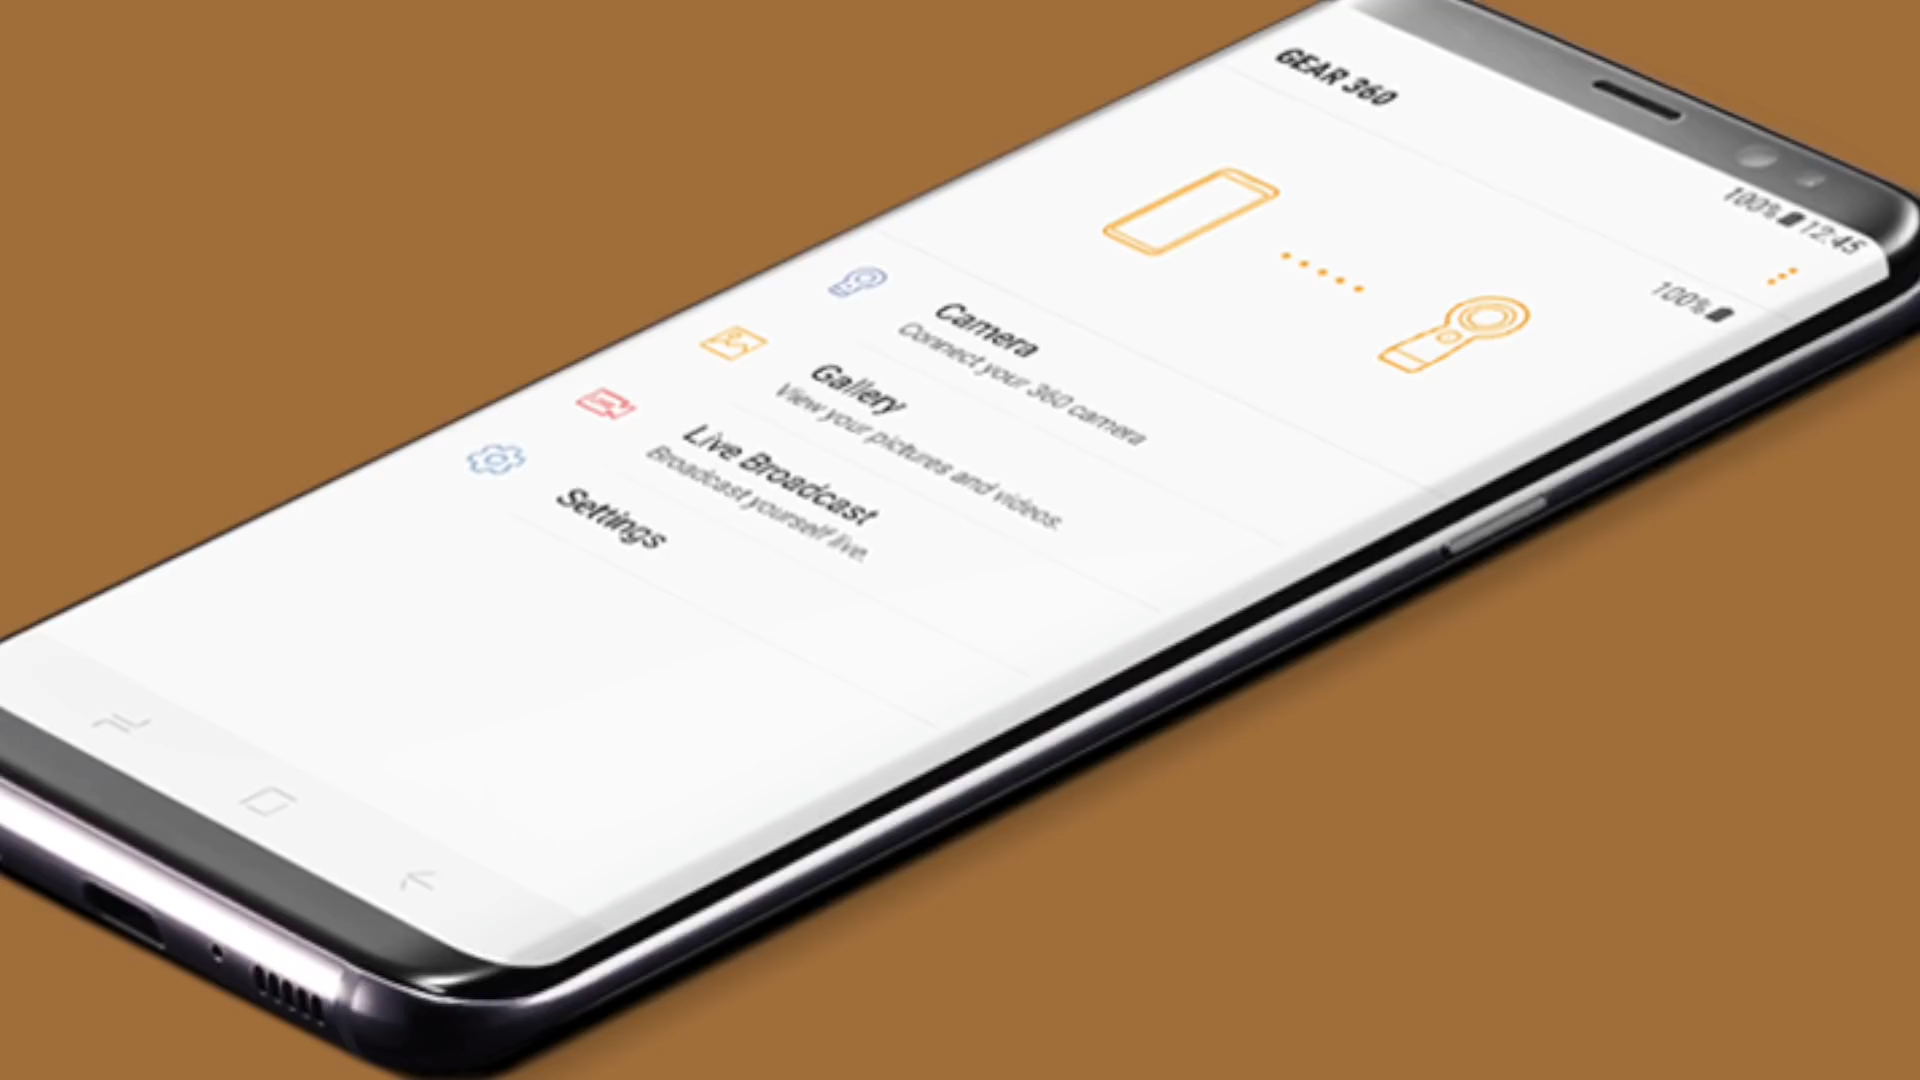 100% 12:45
GEAR 360
100%
Camera
Connect your 360 camera
Gallery
View your pictures and videos.
Live Broadcast
Broadcast yourself live.
Settings